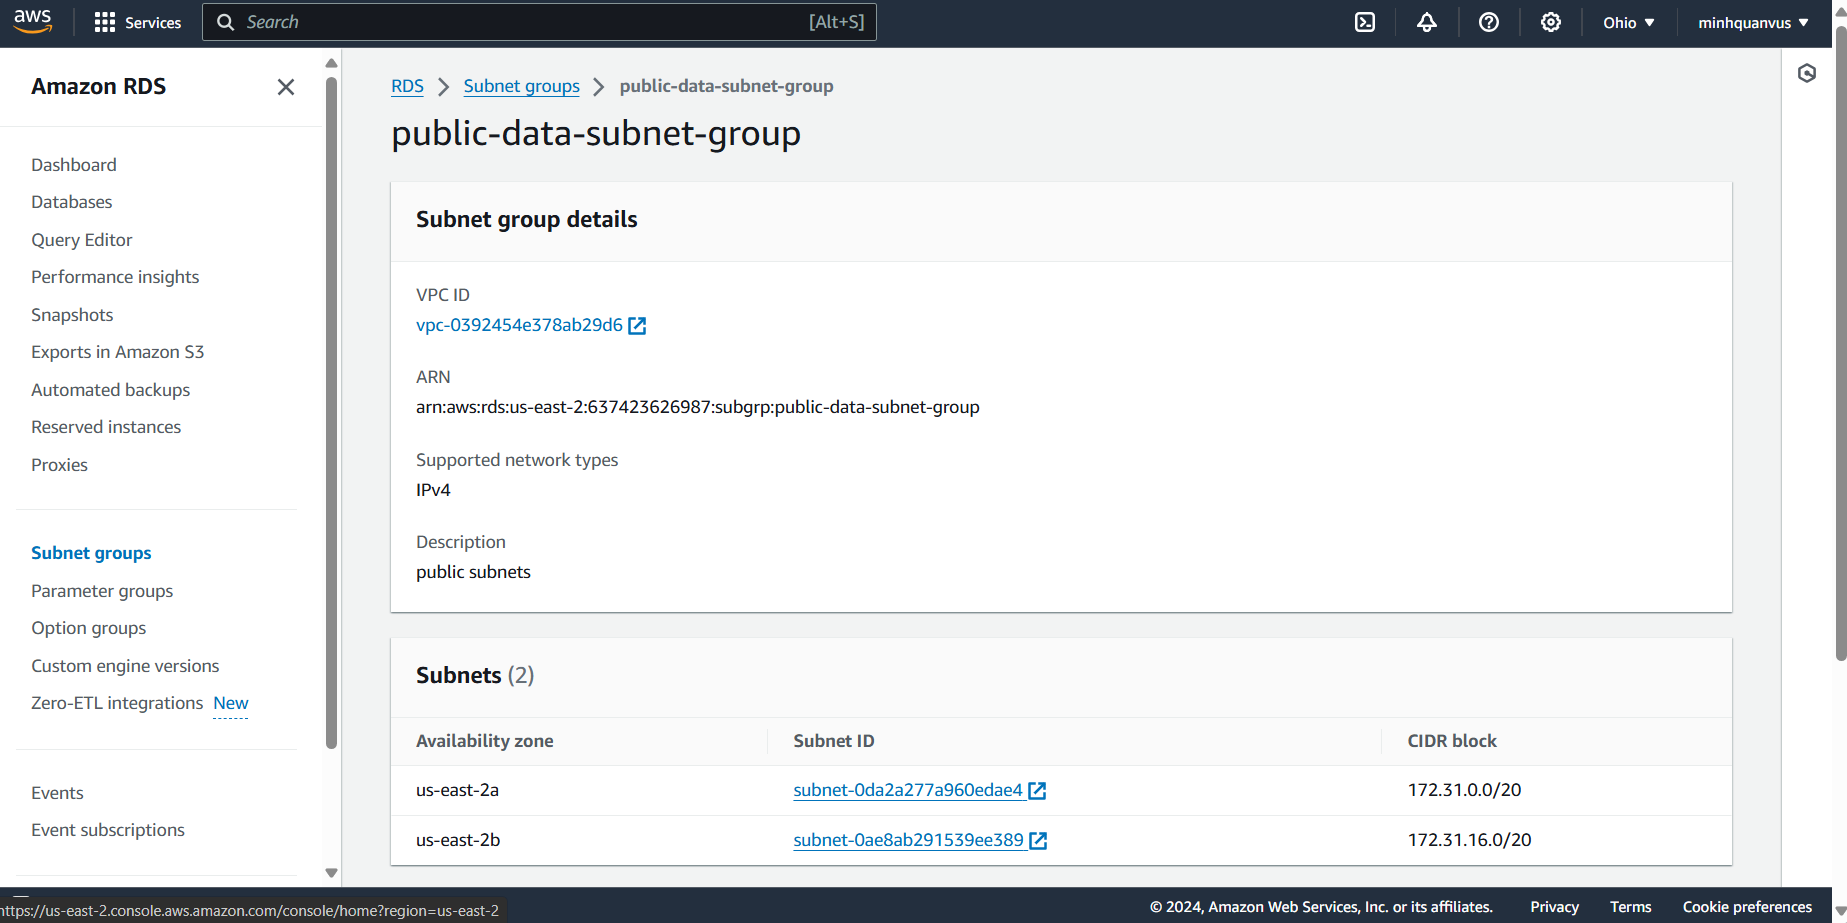 aws
Services
Search
[Alt+S]
Ohio
minhquanvus
Amazon RDS
Dashboard
Databases
Query Editor
Performance insights
Snapshots
Exports in Amazon S3
Automated backups
Reserved instances
Proxies
Subnet groups
Parameter groups
Option groups
Custom engine versions
Zero-ETL integrations New
Events
Event subscriptions
RDS > Subnet groups > public-data-subnet-group
public-data-subnet-group
Subnet group details
VPC ID
vpc-0392454e378ab29d6
ARN
arn:aws:rds:us-east-2:637423626987:subgrp:public-data-subnet-group
Supported network types
IPv4
Description
public subnets
Subnets (2)
Availability zone Subnet ID CIDR block
us-east-2a subnet-0da2a277a960edae4 172.31.0.0/20
us-east-2b subnet-0ae8ab291539ee389 172.31.16.0/20
https://us-east-2.console.aws.amazon.com/console/home?region=us-east-2
© 2024, Amazon Web Services, Inc. or its affiliates. Privacy Terms Cookie preferences